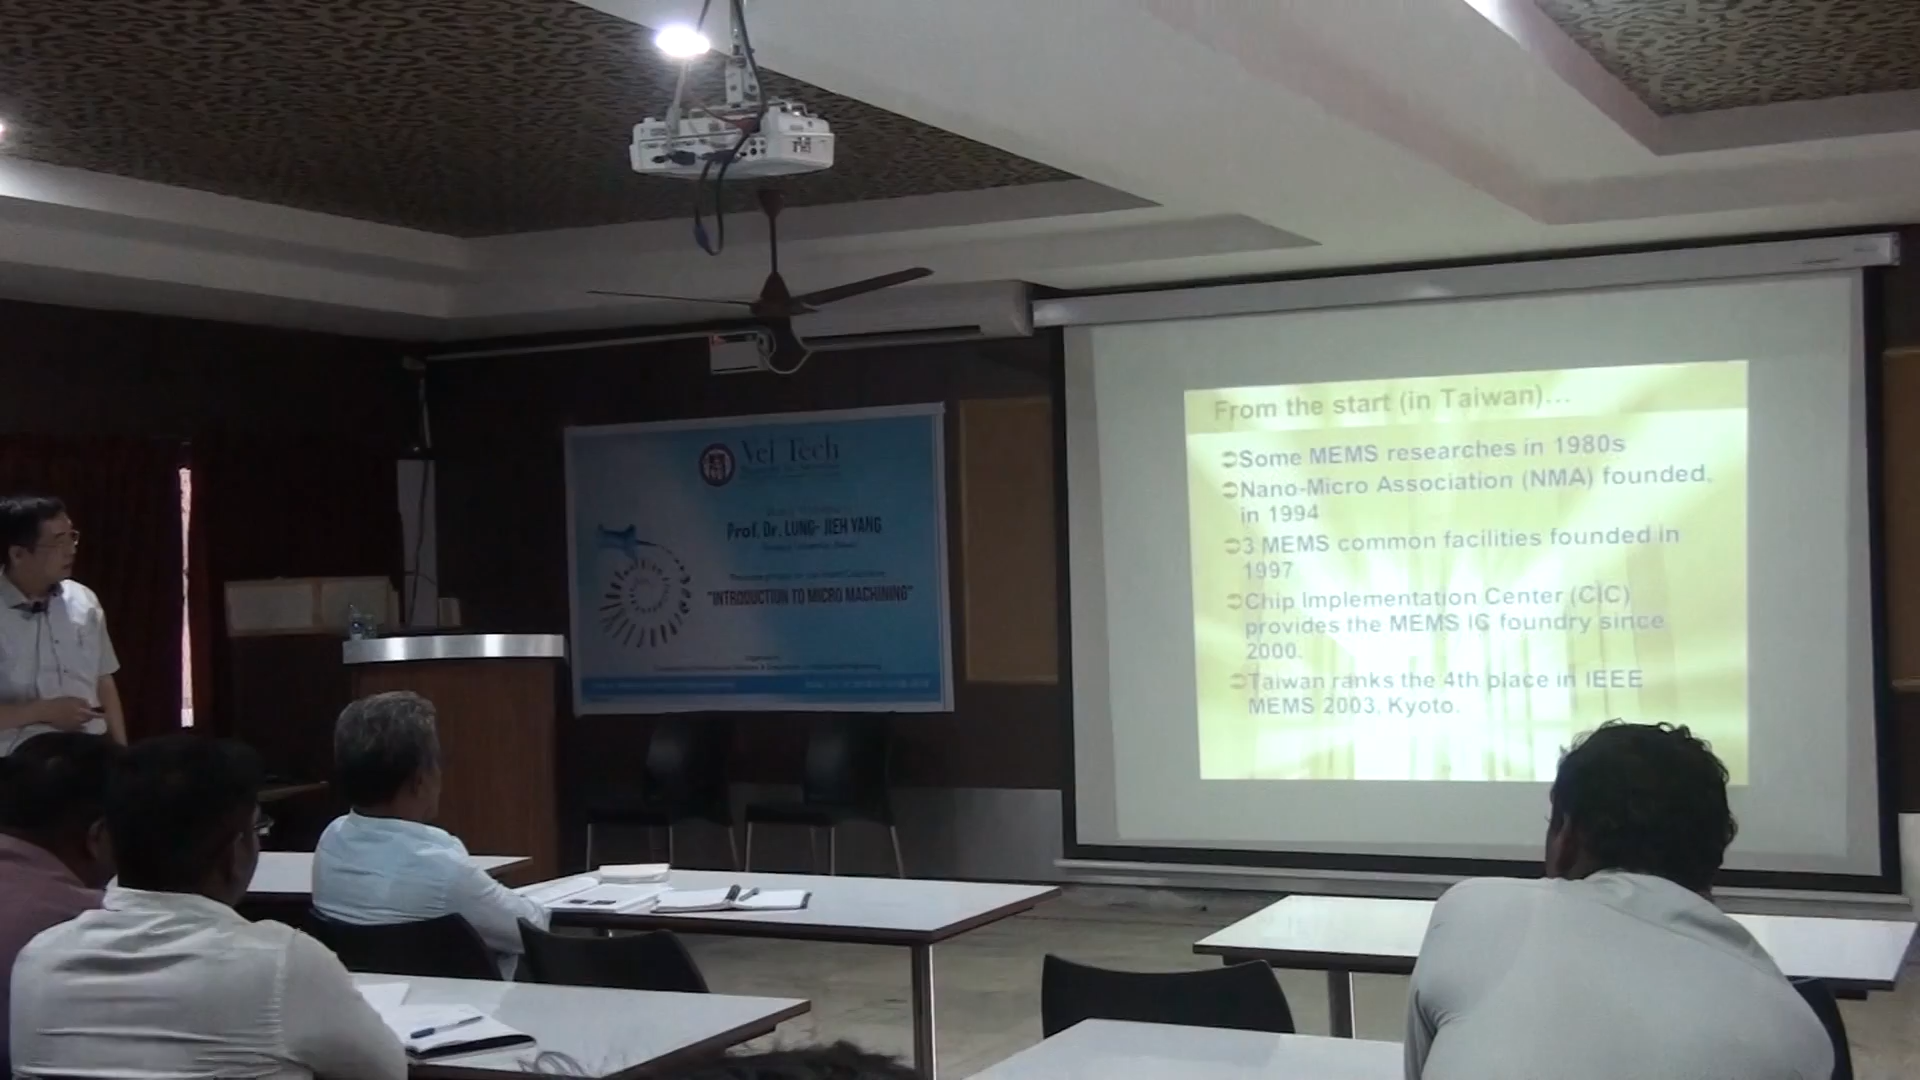 Vel Tech
Prof. Dr. LUNG- JIEH YANG
"INTRODUCTION TO MICRO MACHINING"
From the start (in Taiwan)...
Some MEMS researches in 1980s
Nano-Micro Association (NMA) founded,
in 1994
3 MEMS common facilities founded in
1997
Chip Implementation Center (CIC)
provides the MEMS IC foundry since
2000.
Taiwan ranks the 4th place in IEEE
MEMS 2003, Kyoto.